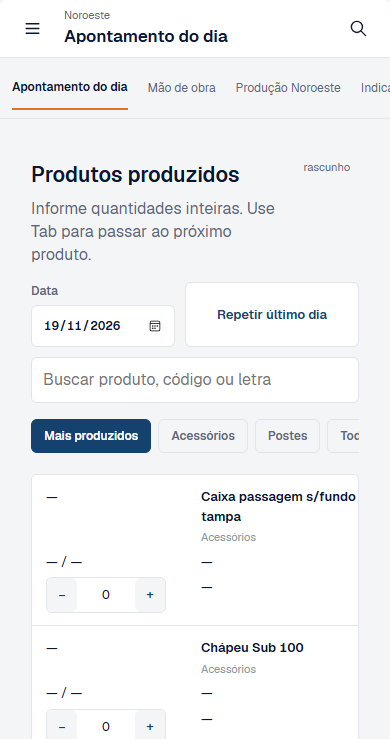 Noroeste
Apontamento do dia
Apontamento do dia Mão de obra Produção Noroeste Indica
Produtos produzidos
rascunho
Informe quantidades inteiras. Use
Tab para passar ao próximo
produto.
Data
19/11/2026
Repetir último dia
Buscar produto, código ou letra
Mais produzidos Acessórios Postes Tod
—
Caixa passagem s/fundo
tampa
Acessórios
— / —
—
− 0 +
—
—
Chápeu Sub 100
Acessórios
— / —
—
− 0 +
—